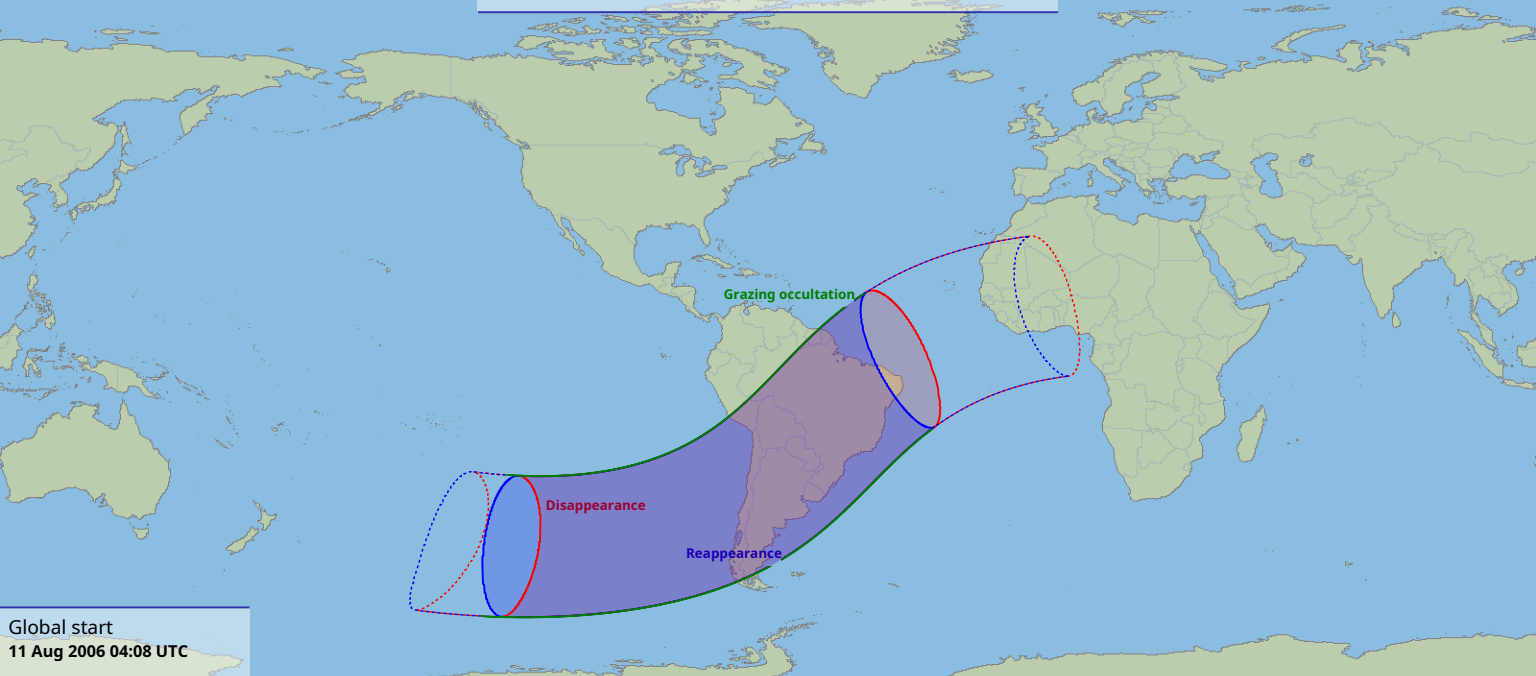 Grazing occultation
Disappearance
Reappearance
Global start
11 Aug 2006 04:08 UTC